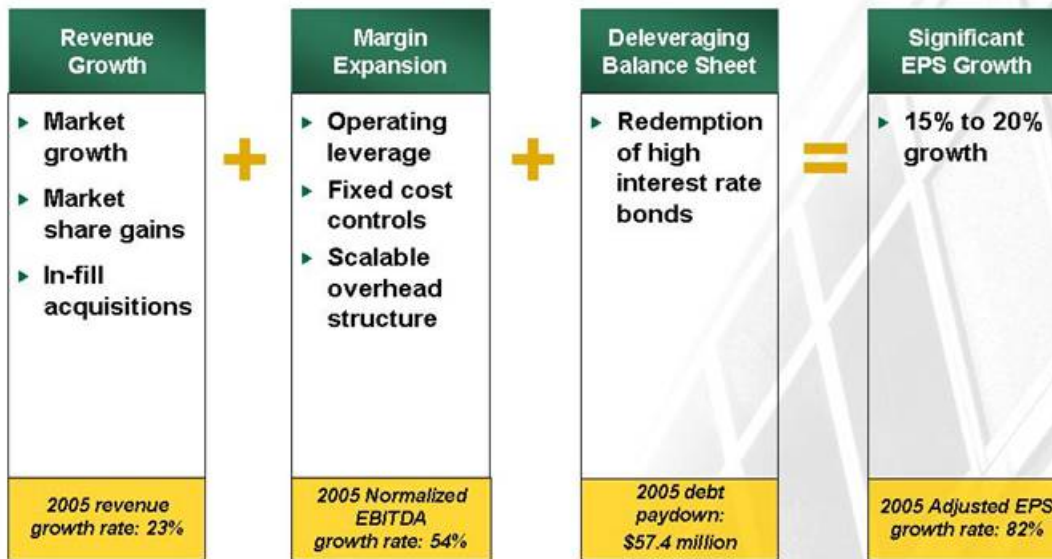 Revenue
Growth
Market
growth
Market
share gains
In-fill
acquisitions
2005 revenue
growth rate: 23%
+
Margin
Expansion
Operating
leverage
Fixed cost
controls
Scalable
overhead
structure
2005 Normalized
EBITDA
growth rate: 54%
+
Deleveraging
Balance Sheet
Redemption
of high
interest rate
bonds
2005 debt
paydown:
$57.4 million
=
Significant
EPS Growth
15% to 20%
growth
2005 Adjusted EPS
growth rate: 82%